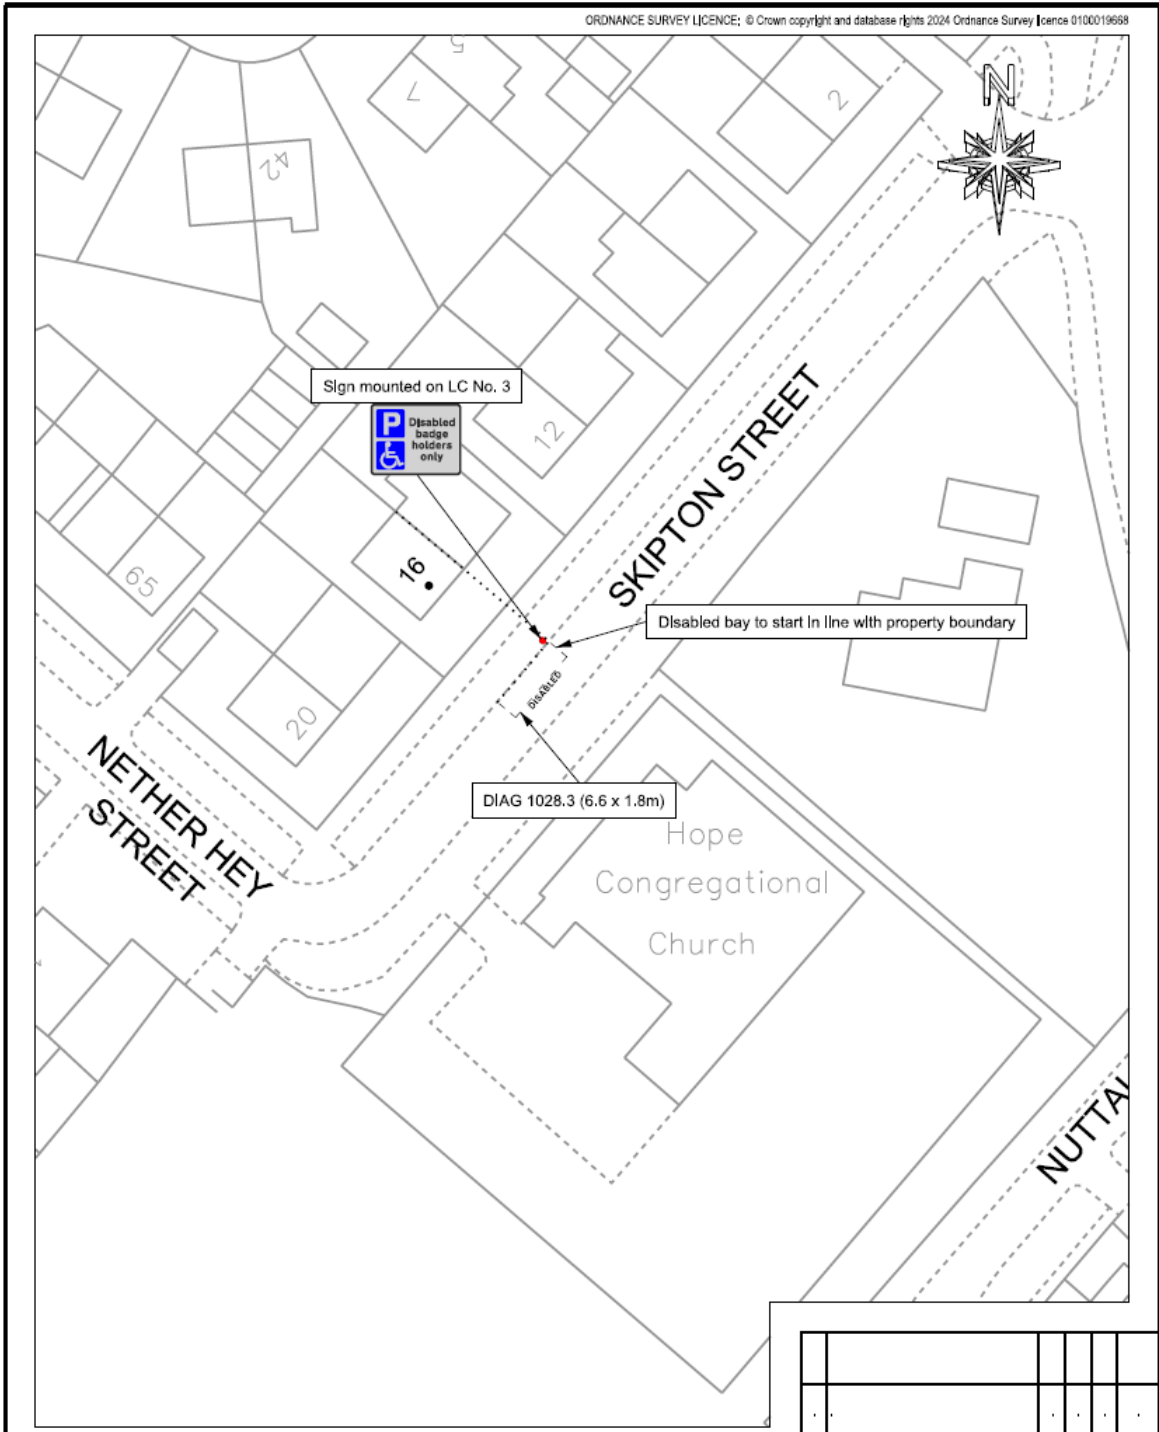 ORDNANCE SURVEY LICENCE; © Crown copyright and database rights 2024 Ordnance Survey licence 0100019668
N
5
7
2
42
Sign mounted on LC No. 3
P
Disabled
badge
holders
only
12
SKIPTON STREET
16
65
Disabled bay to start in line with property boundary
DISABLED
20
NETHER HEY
STREET
DIAG 1028.3 (6.6 x 1.8m)
Hope
Congregational
Church
NUTTAL